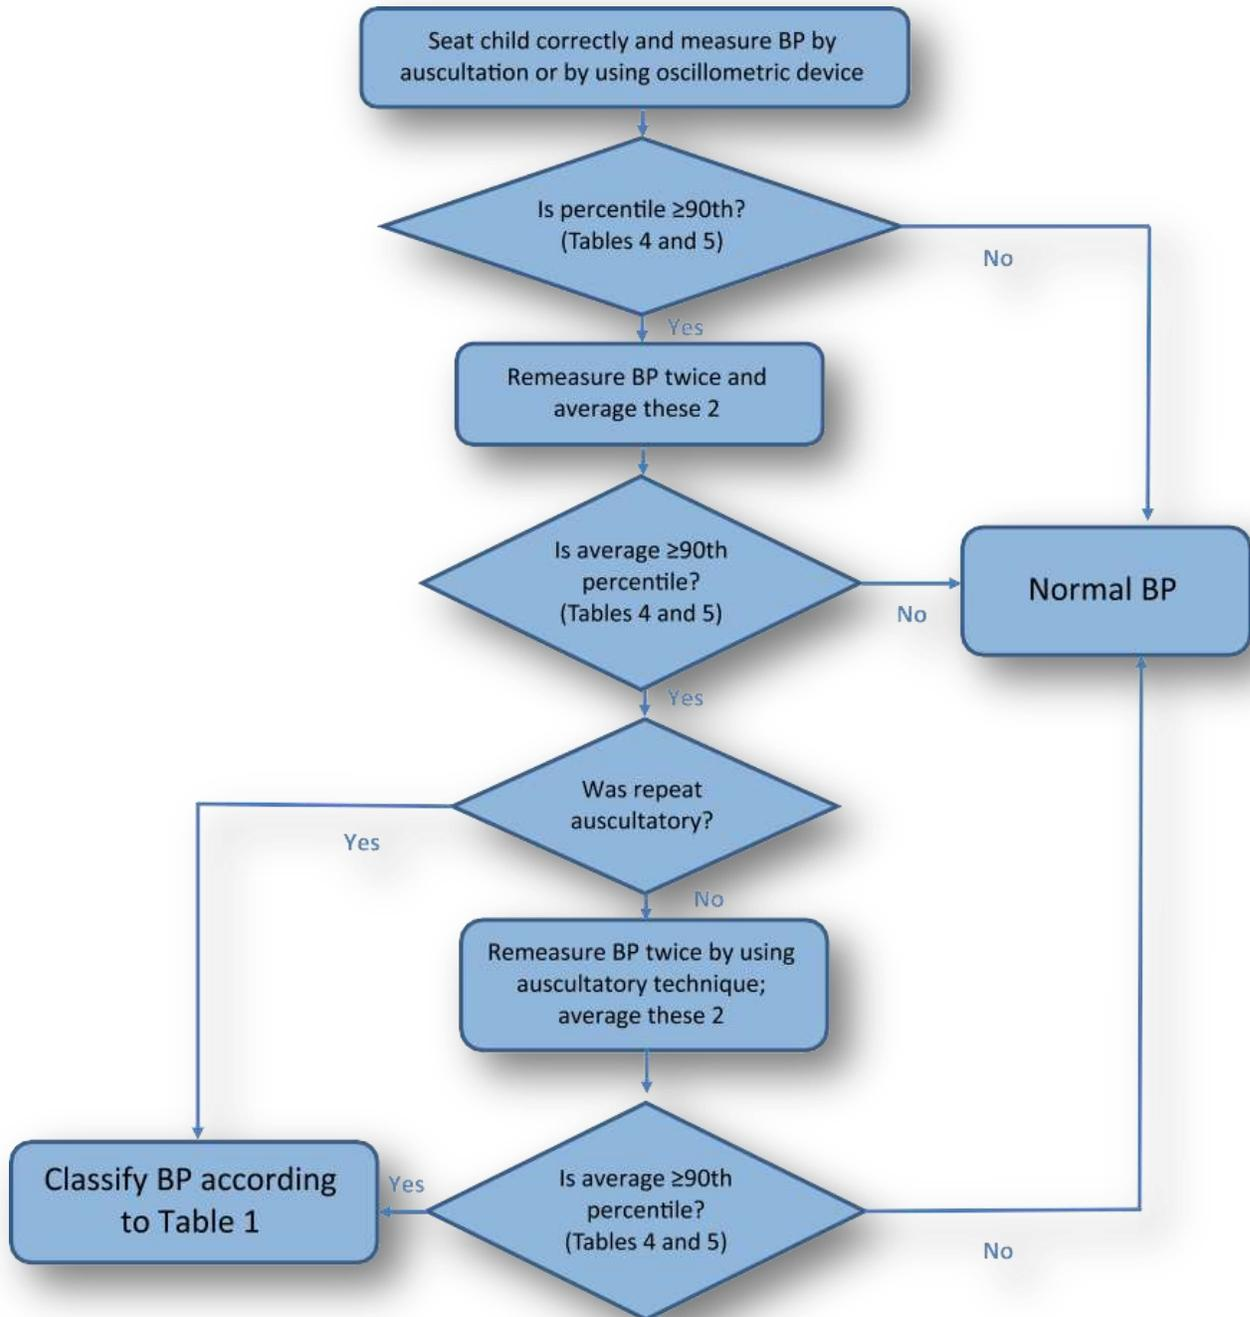 Seat child correctly and measure BP by
auscultation or by using oscillometric device
Is percentile ≥90th?
(Tables 4 and 5)
No
Yes
Remeasure BP twice and
average these 2
Is average ≥90th
percentile?
(Tables 4 and 5)
No
Normal BP
Yes
Was repeat
auscultatory?
Yes
No
Remeasure BP twice by using
auscultatory technique;
average these 2
Is average ≥90th
percentile?
(Tables 4 and 5)
Yes
Classify BP according
to Table 1
No